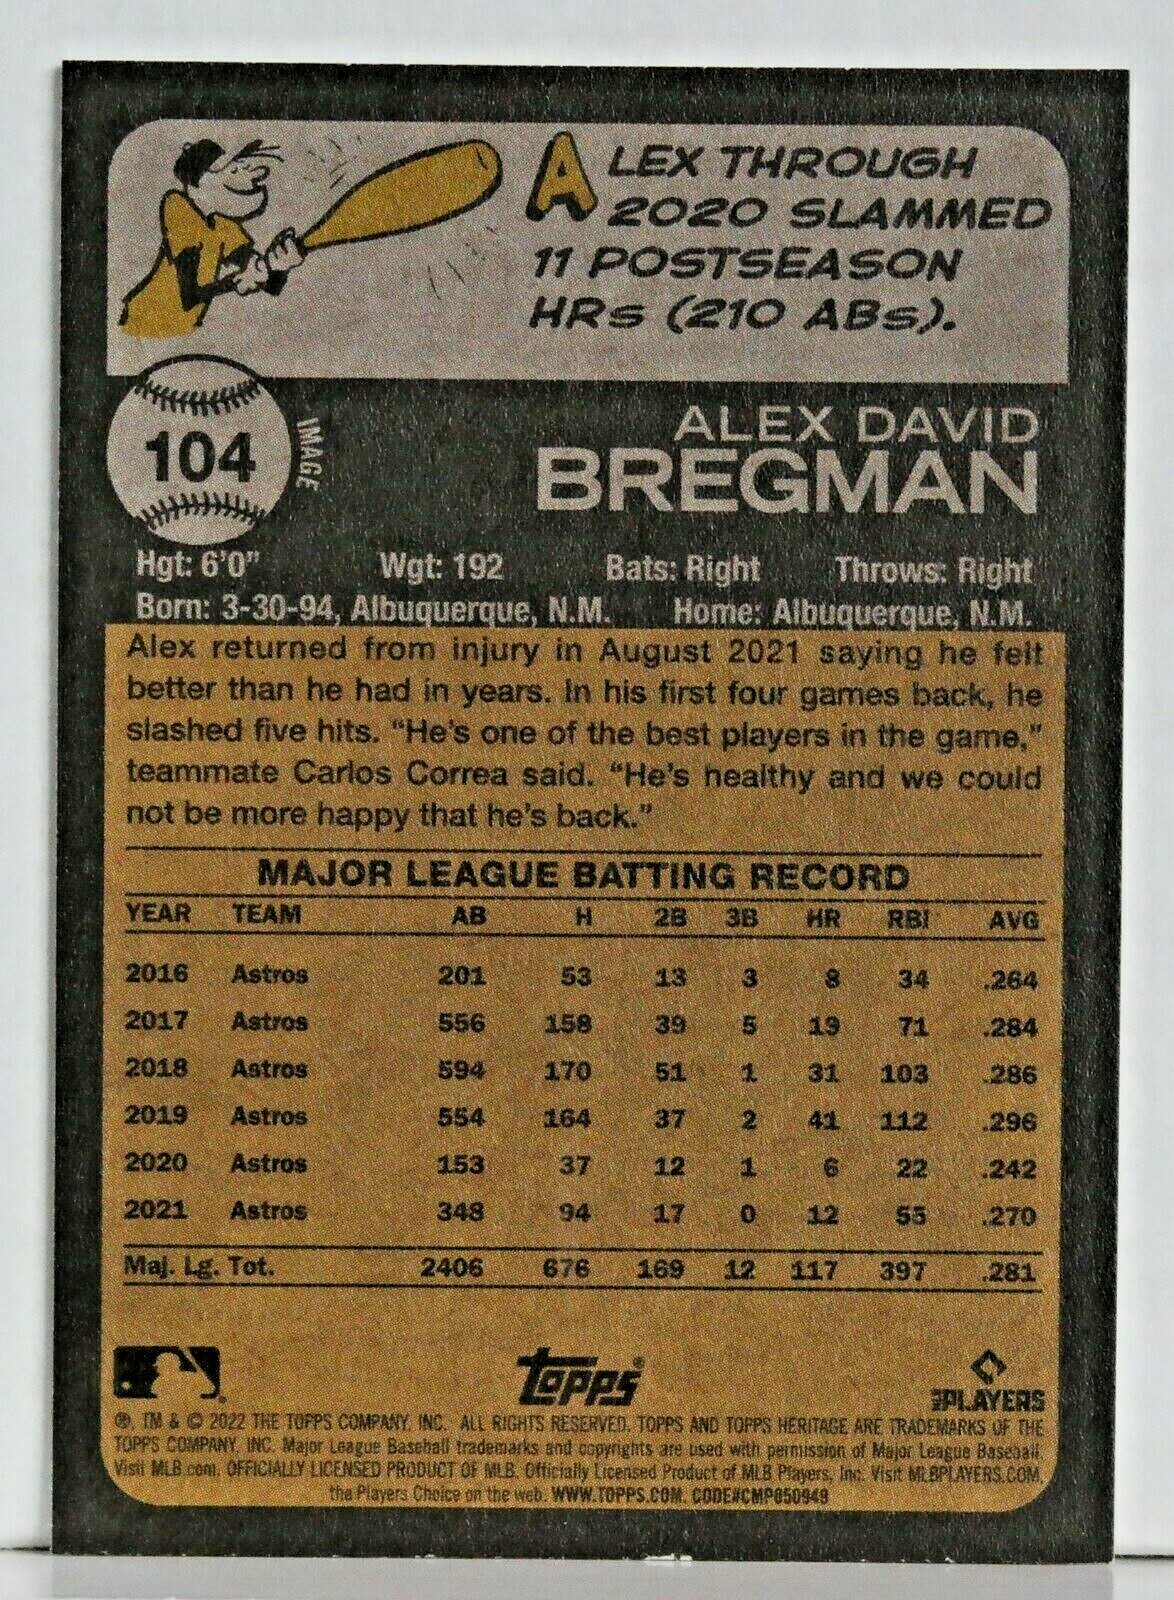 ALEX THROUGH
2020 SLAMMED
11 POSTSEASON
HRs (210 ABs).
104
IMAGE
ALEX DAVID
BREGMAN
Hgt: 6'0" Wgt: 192 Bats: Right Throws: Right
Born: 3-30-94, Albuquerque, N.M. Home: Albuquerque, N.M.
Alex returned from injury in August 2021 saying he felt
better than he had in years. In his first four games back, he
slashed five hits. "He's one of the best players in the game,"
teammate Carlos Correa said. "He's healthy and we could
not be more happy that he's back."
MAJOR LEAGUE BATTING RECORD
YEAR TEAM AB H 2B 3B HR RBI AVG
2016 Astros 201 53 13 3 8 34 .264
2017 Astros 556 158 39 5 19 71 .284
2018 Astros 594 170 51 1 31 103 .286
2019 Astros 554 164 37 2 41 112 .296
2020 Astros 153 37 12 1 6 22 .242
2021 Astros 348 94 17 0 12 55 .270
Maj. Lg. Tot. 2406 676 169 12 117 397 .281
topps®
PLAYERS
®, TM & © 2022 THE TOPPS COMPANY, INC. ALL RIGHTS RESERVED. TOPPS AND TOPPS HERITAGE ARE TRADEMARKS OF THE
TOPPS COMPANY, INC. Major League Baseball trademarks and copyrights are used with permission of Major League Baseball.
Visit MLB.com. OFFICIALLY LICENSED PRODUCT OF MLB. Officially Licensed Product of MLB Players, Inc. Visit MLBPLAYERS.COM,
the Players Choice on the web. WWW.TOPPS.COM. CODE#CMP050949